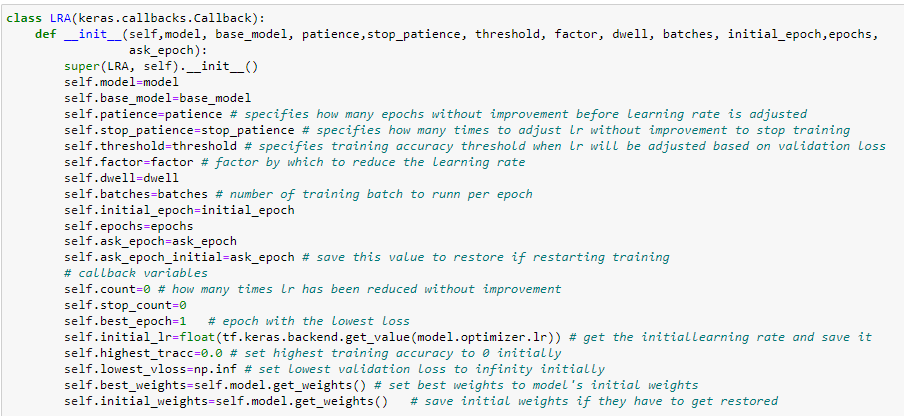 class LRA(keras.callbacks.Callback):
    def __init__(self,model, base_model, patience,stop_patience, threshold, factor, dwell, batches, initial_epoch,epochs,
                 ask_epoch):
        super(LRA, self).__init__()
        self.model=model
        self.base_model=base_model
        self.patience=patience # specifies how many epochs without improvement before learning rate is adjusted
        self.stop_patience=stop_patience # specifies how many times to adjust lr without improvement to stop training
        self.threshold=threshold # specifies training accuracy threshold when lr will be adjusted based on validation loss
        self.factor=factor # factor by which to reduce the learning rate
        self.dwell=dwell
        self.batches=batches # number of training batch to runn per epoch
        self.initial_epoch=initial_epoch
        self.epochs=epochs
        self.ask_epoch=ask_epoch
        self.ask_epoch_initial=ask_epoch # save this value to restore if restarting training
        # callback variables
        self.count=0 # how many times lr has been reduced without improvement
        self.stop_count=0
        self.best_epoch=1   # epoch with the lowest loss
        self.initial_lr=float(tf.keras.backend.get_value(model.optimizer.lr)) # get the initiallearning rate and save it
        self.highest_tracc=0.0 # set highest training accuracy to 0 initially
        self.lowest_vloss=np.inf # set lowest validation loss to infinity initially
        self.best_weights=self.model.get_weights() # set best weights to model's initial weights
        self.initial_weights=self.model.get_weights()   # save initial weights if they have to get restored